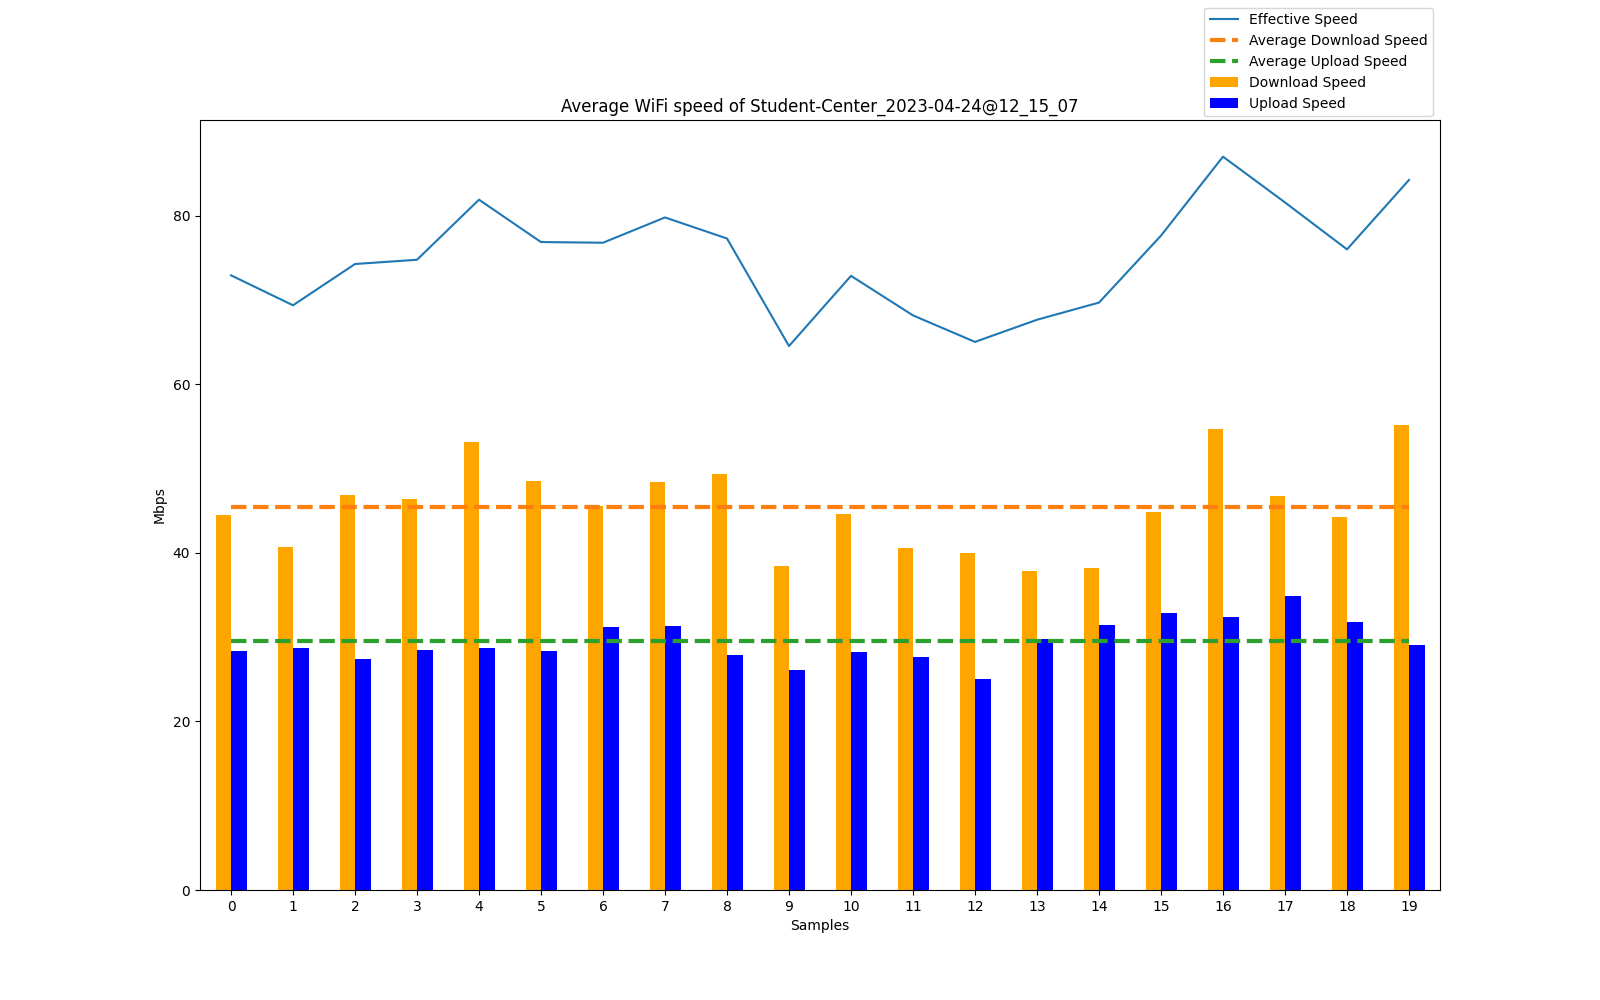 Effective Speed
Average Download Speed
Average Upload Speed
Download Speed
Upload Speed
Average WiFi speed of Student-Center_2023-04-24@12_15_07
80
60
40
20
0
Mbps
0 1 2 3 4 5 6 7 8 9 10 11 12 13 14 15 16 17 18 19
Samples